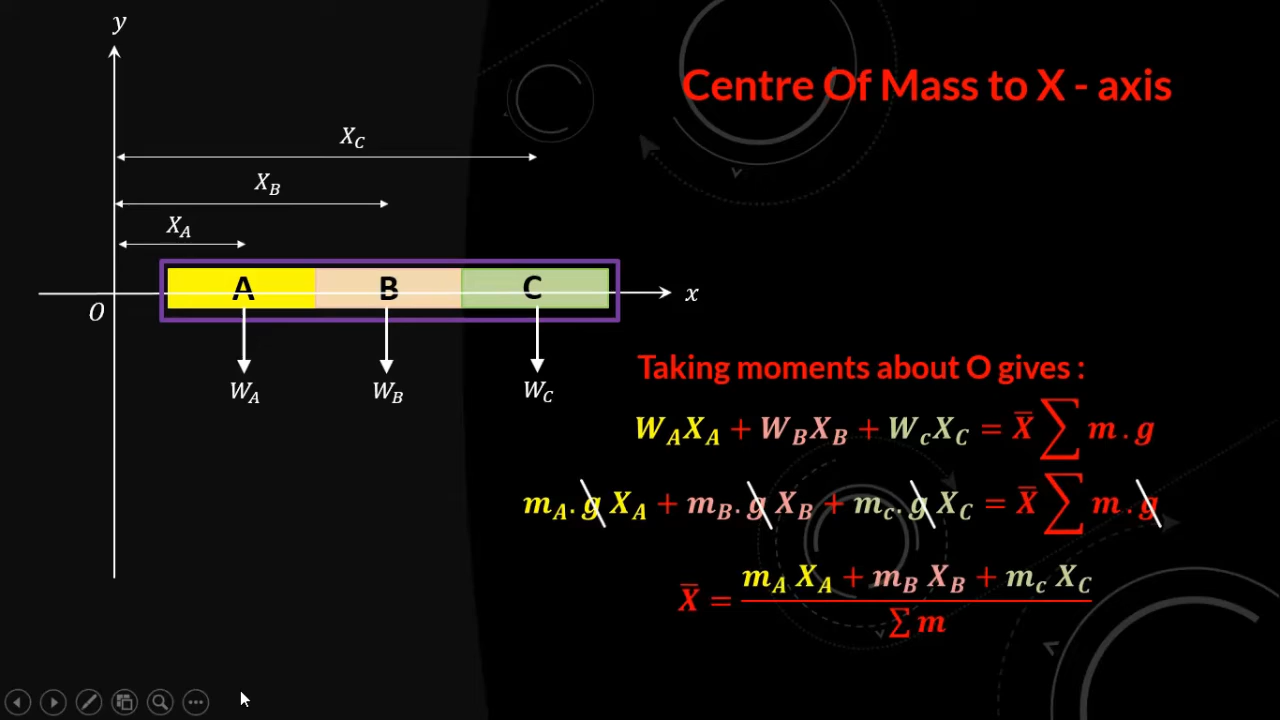 y
Centre Of Mass to X - axis
X_C
X_B
X_A
A B C
x
O
W_A W_B W_C
Taking moments about O gives :
W_A X_A + W_B X_B + W_c X_C = X̅ ∑ m . g
m_A . g X_A + m_B . g X_B + m_c . g X_C = X̅ ∑ m . g
X̅ = (m_A X_A + m_B X_B + m_c X_C) / ∑ m